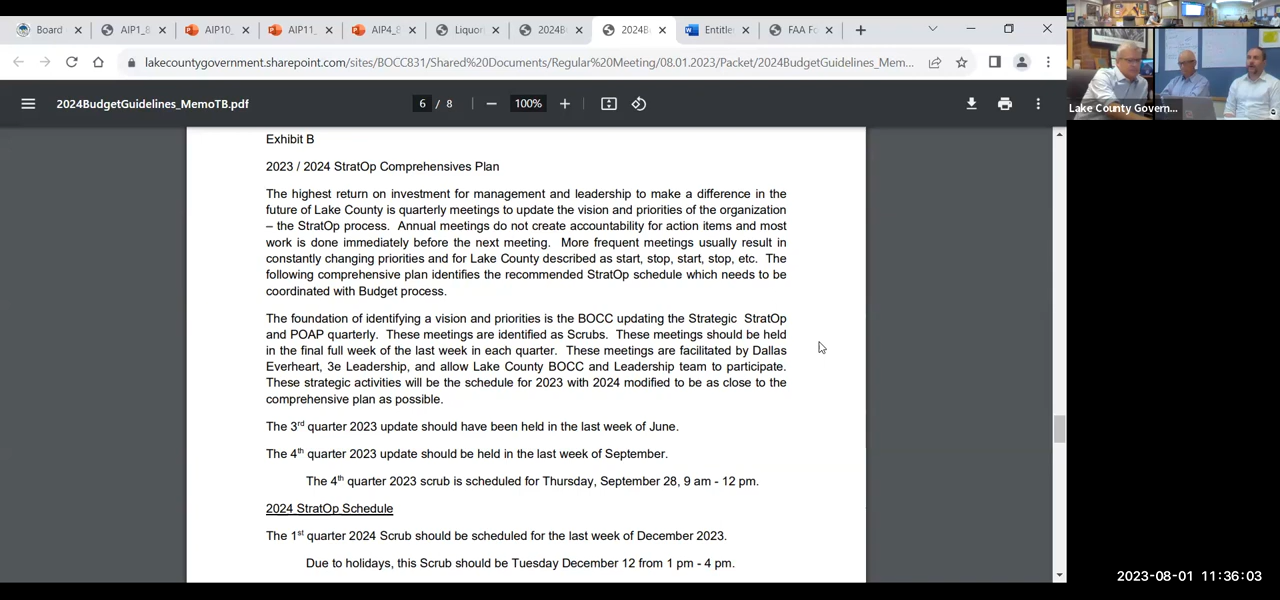 Board
AIP1_8
AIP10_
AIP11_
AIP4_E
Liquor
2024B
2024B
Entitle
FAA Fo
lakecountygovernment.sharepoint.com/sites/BOCC831/Shared%20Documents/Regular%20Meeting/08.01.2023/Packet/2024BudgetGuidelines_Mem...
2024BudgetGuidelines_MemoTB.pdf
6 / 8
100%
Lake County Govern...
Exhibit B
2023 / 2024 StratOp Comprehensives Plan
The highest return on investment for management and leadership to make a difference in the
future of Lake County is quarterly meetings to update the vision and priorities of the organization
– the StratOp process. Annual meetings do not create accountability for action items and most
work is done immediately before the next meeting. More frequent meetings usually result in
constantly changing priorities and for Lake County described as start, stop, start, stop, etc. The
following comprehensive plan identifies the recommended StratOp schedule which needs to be
coordinated with Budget process.
The foundation of identifying a vision and priorities is the BOCC updating the Strategic StratOp
and POAP quarterly. These meetings are identified as Scrubs. These meetings should be held
in the final full week of the last week in each quarter. These meetings are facilitated by Dallas
Everheart, 3e Leadership, and allow Lake County BOCC and Leadership team to participate.
These strategic activities will be the schedule for 2023 with 2024 modified to be as close to the
comprehensive plan as possible.
The 3rd quarter 2023 update should have been held in the last week of June.
The 4th quarter 2023 update should be held in the last week of September.
The 4th quarter 2023 scrub is scheduled for Thursday, September 28, 9 am - 12 pm.
2024 StratOp Schedule
The 1st quarter 2024 Scrub should be scheduled for the last week of December 2023.
Due to holidays, this Scrub should be Tuesday December 12 from 1 pm - 4 pm.
2023-08-01 11:36:03